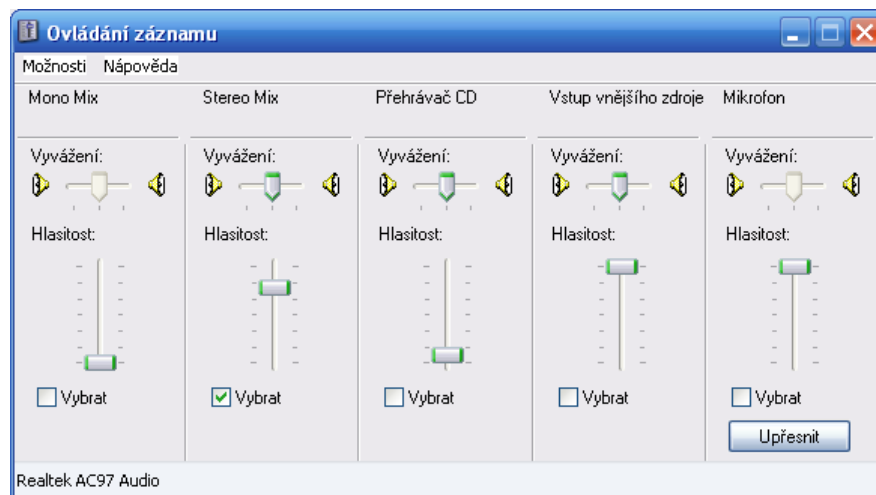 Ovládání záznamu
Možnosti Nápověda
Mono Mix Stereo Mix Přehrávač CD Vstup vnějšího zdroje Mikrofon
Vyvážení: Vyvážení: Vyvážení: Vyvážení: Vyvážení:
Hlasitost: Hlasitost: Hlasitost: Hlasitost: Hlasitost:
Vybrat Vybrat Vybrat Vybrat Vybrat
Upřesnit
Realtek AC97 Audio